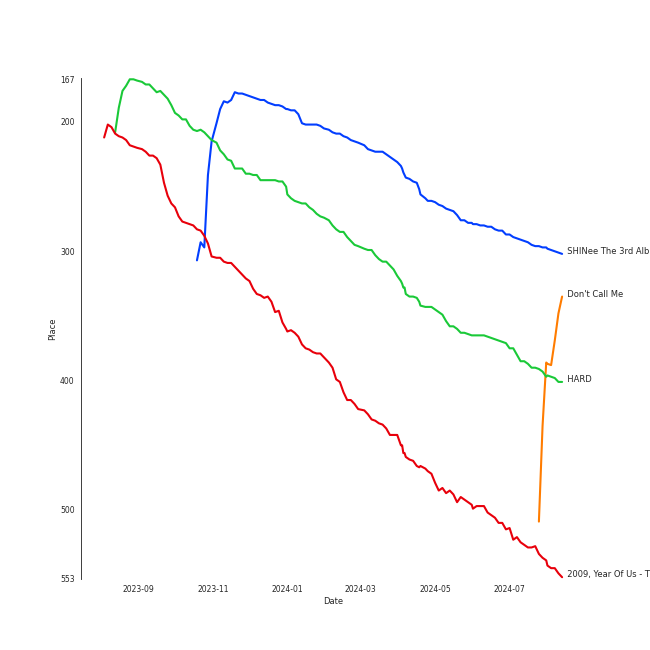 167
200
300
400
500
553
Place
2023-09
2023-11
2024-01
2024-03
2024-05
2024-07
Date
SHINee The 3rd Alb
Don't Call Me
HARD
2009, Year Of Us - T